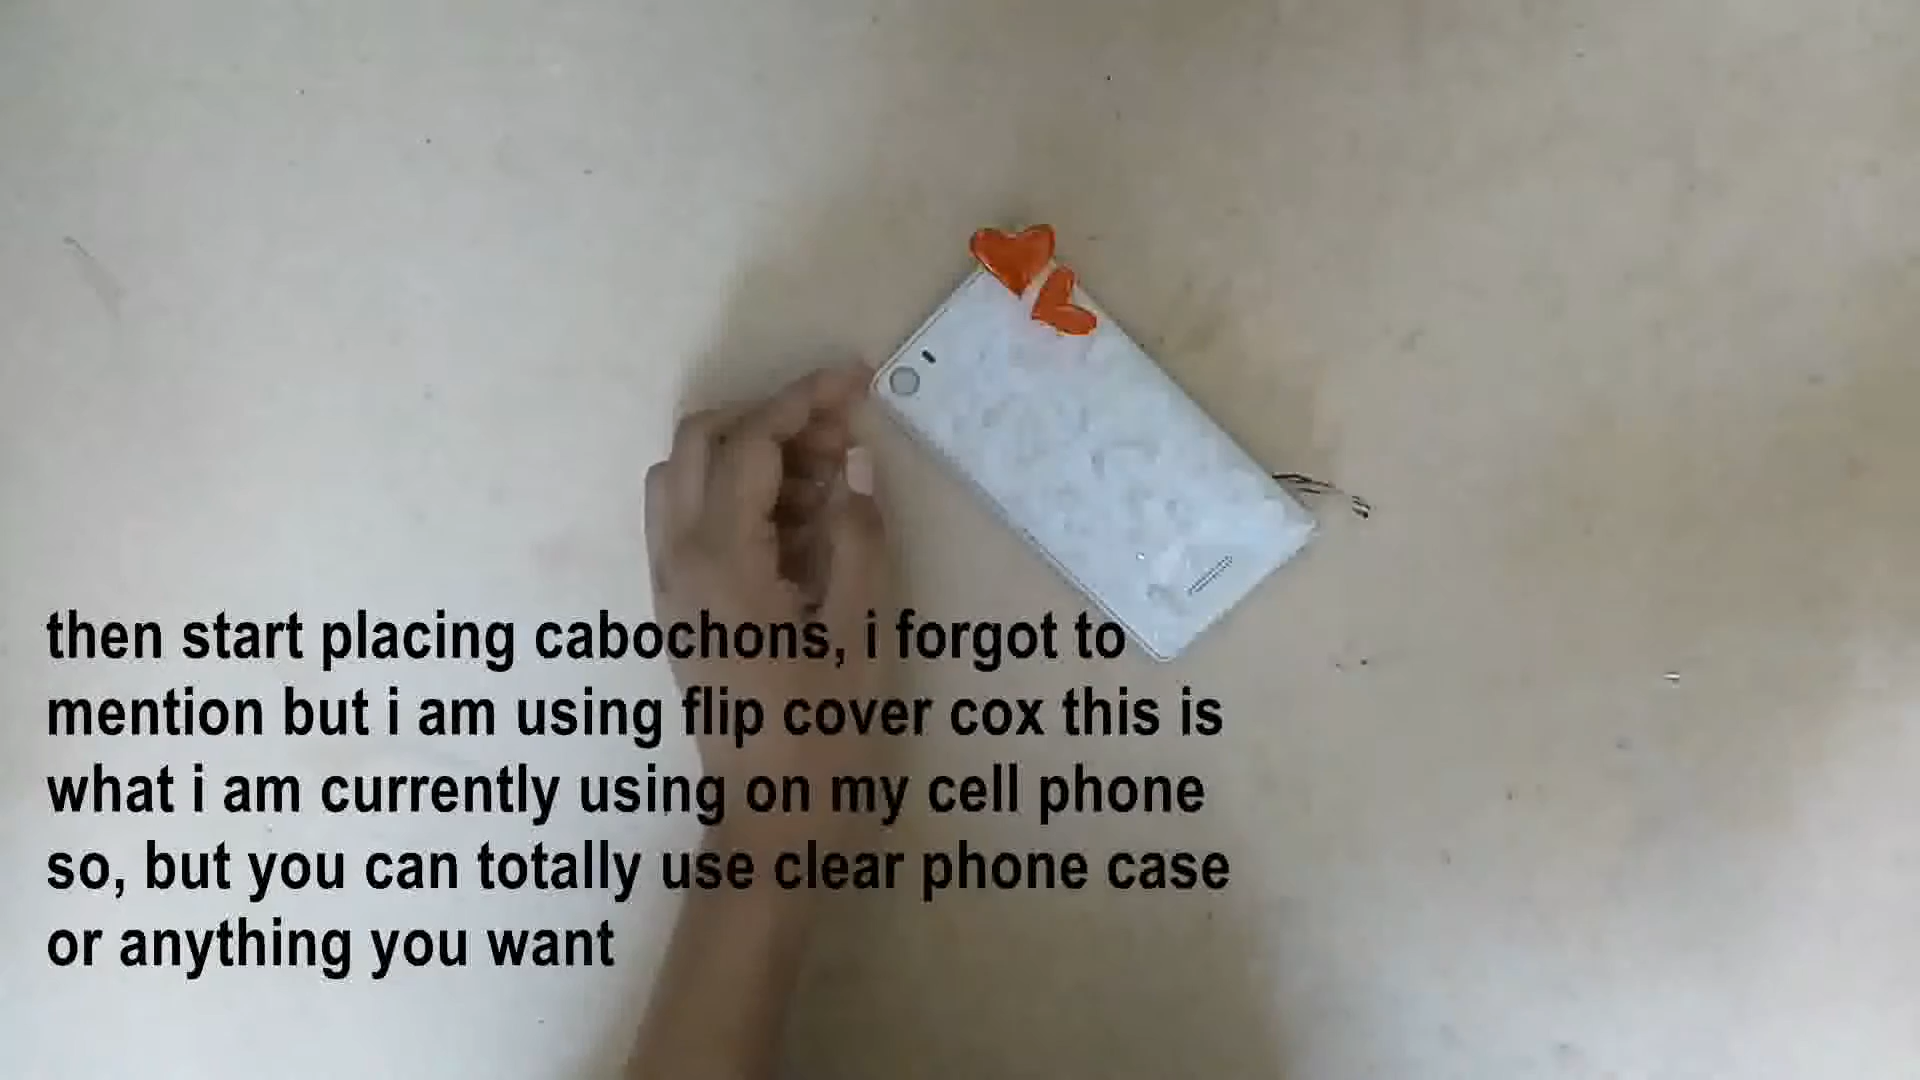 then start placing cabochons, i forgot to
mention but i am using flip cover cox this is
what i am currently using on my cell phone
so, but you can totally use clear phone case
or anything you want